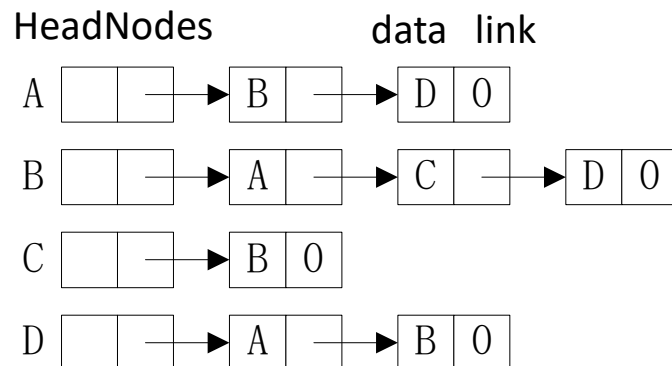 HeadNodes data link
A B D 0
B A C D 0
C B 0
D A B 0